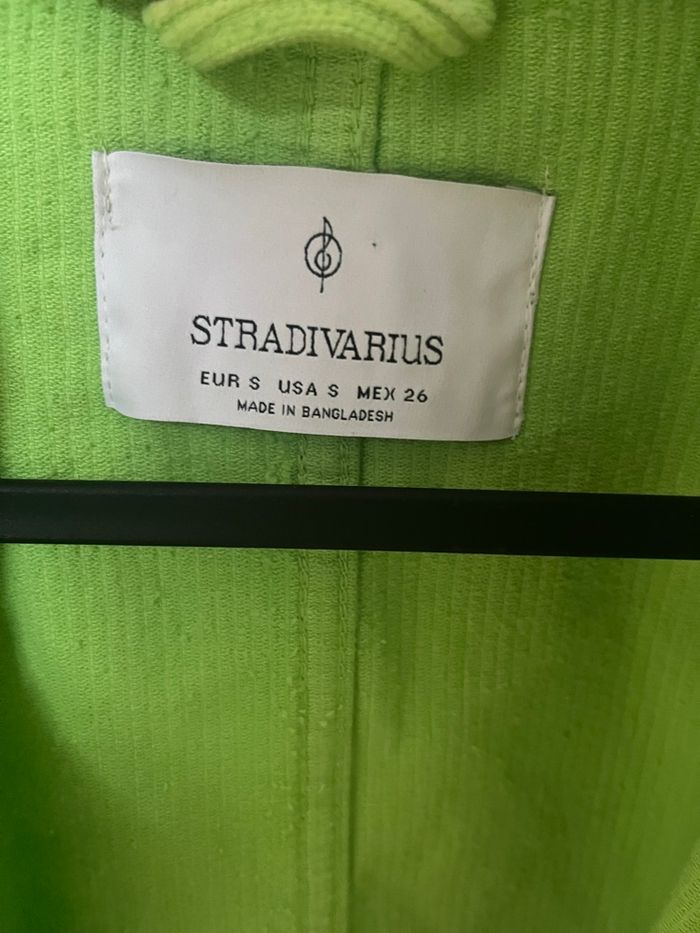 STRADIVARIUS
EUR S USA S MEX 26
MADE IN BANGLADESH